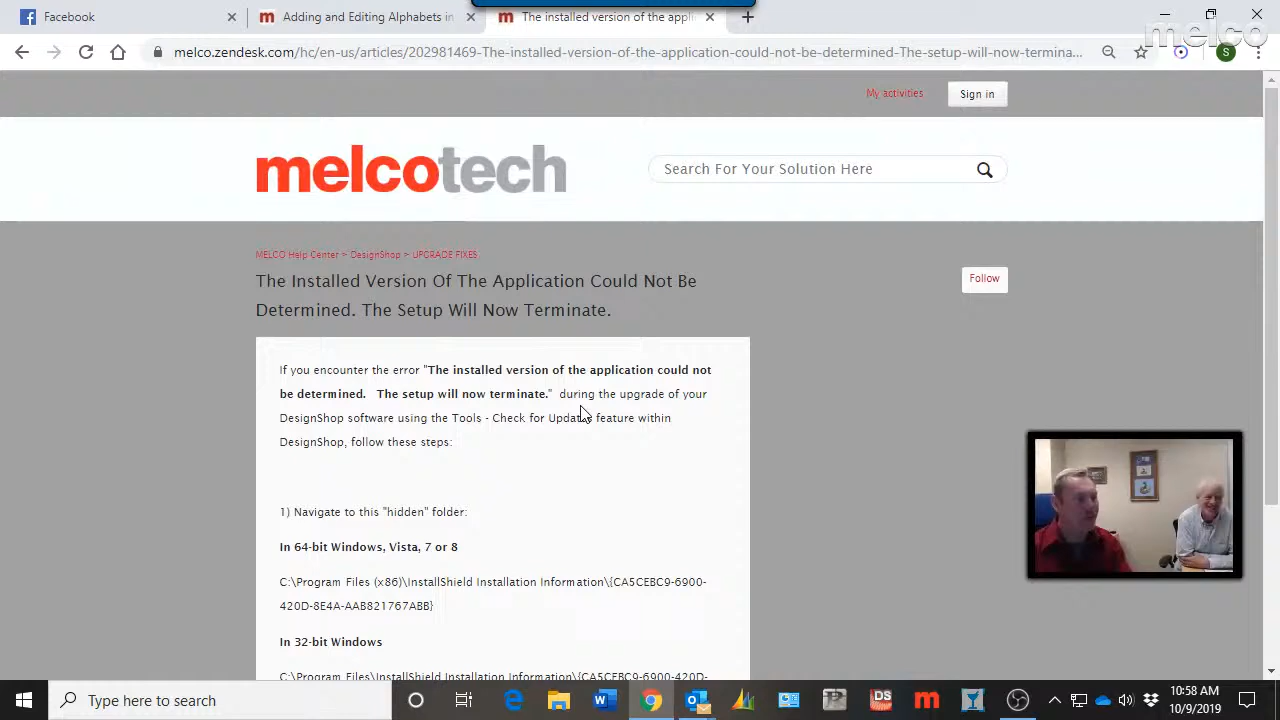 Facebook
Adding and Editing Alphabets in
The installed version of the appli
melco
melco.zendesk.com/hc/en-us/articles/202981469-The-installed-version-of-the-application-could-not-be-determined-The-setup-will-now-termina...
S
My activities
Sign in
melcotech
Search For Your Solution Here
MELCO Help Center > DesignShop > UPGRADE FIXES
The Installed Version Of The Application Could Not Be
Determined. The Setup Will Now Terminate.
Follow
If you encounter the error "The installed version of the application could not
be determined. The setup will now terminate." during the upgrade of your
DesignShop software using the Tools - Check for Updates feature within
DesignShop, follow these steps:
1) Navigate to this "hidden" folder:
In 64-bit Windows, Vista, 7 or 8
C:\Program Files (x86)\InstallShield Installation Information\{CA5CEBC9-6900-
420D-8E4A-AAB821767ABB}
In 32-bit Windows
C:\Program Files\InstallShield Installation Information\{CA5CEBC9-6900-420D-
Type here to search
DS
10:58 AM
10/9/2019